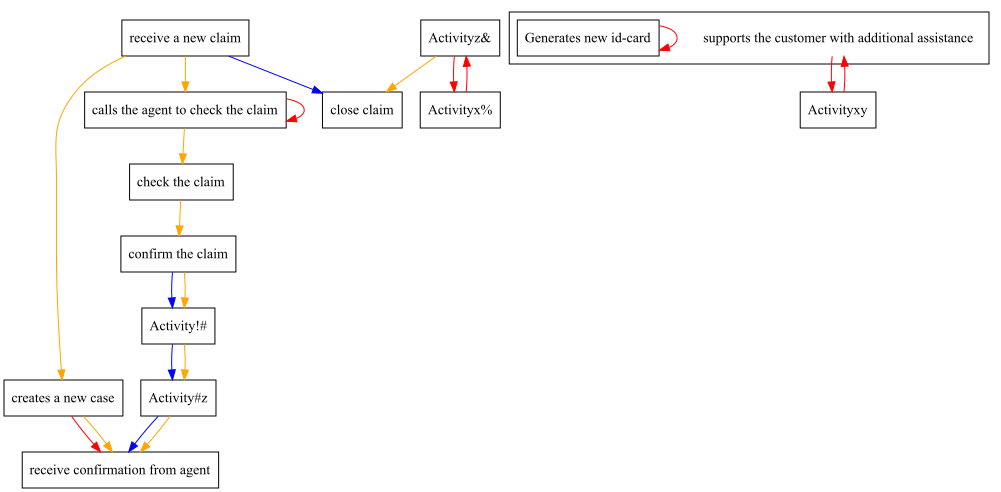 receive a new claim
Activityz&
Generates new id-card
supports the customer with additional assistance
calls the agent to check the claim
close claim
Activityx%
Activityxy
check the claim
confirm the claim
Activity!#
creates a new case
Activity#z
receive confirmation from agent